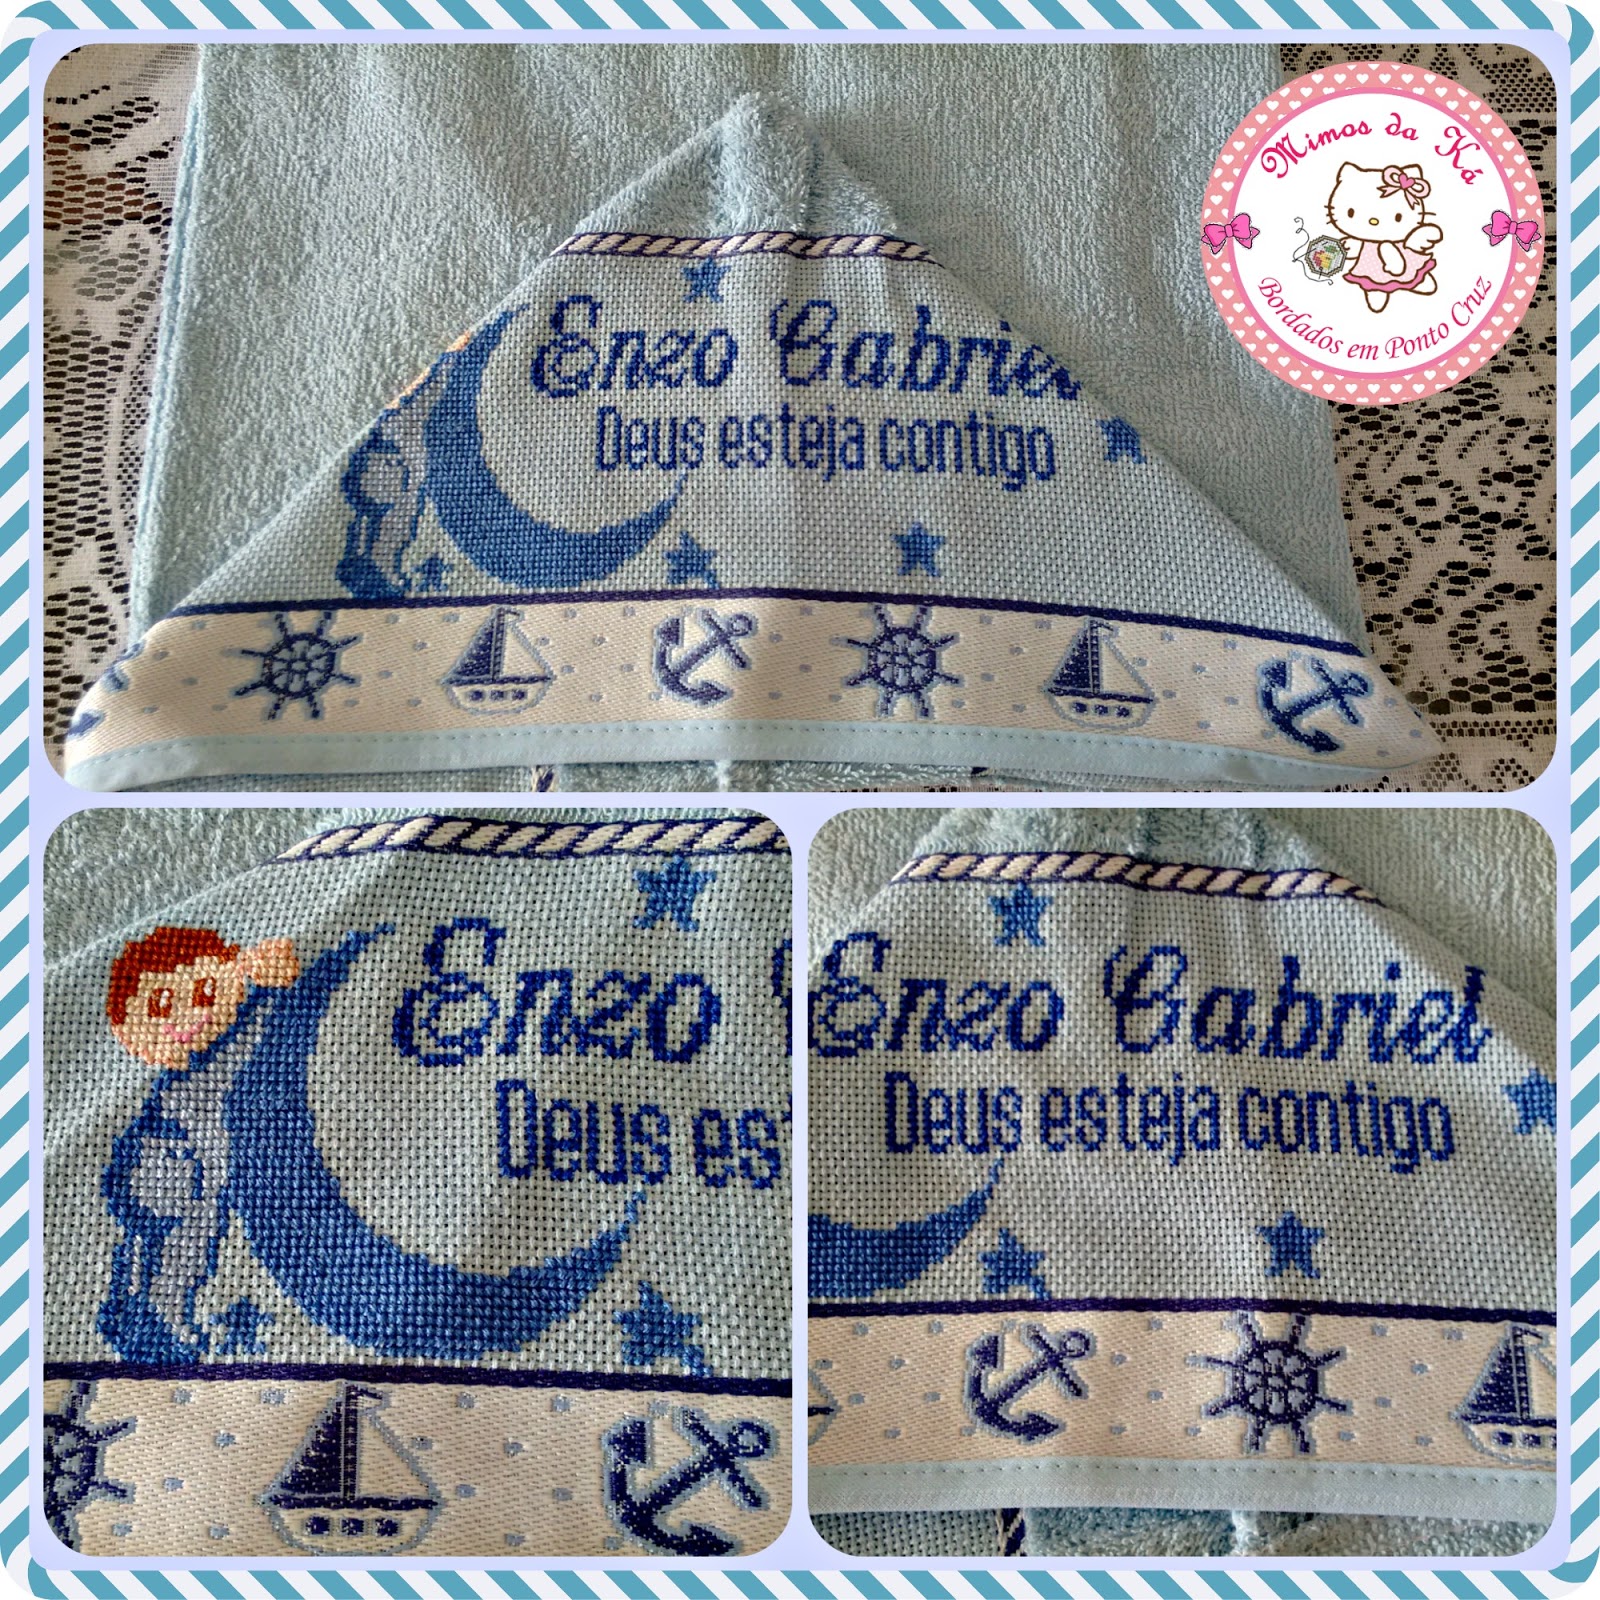 Mimos da Ká
Bordados em Ponto Cruz
Enzo Gabriel
Deus esteja contigo
Enzo
Deus es
Enzo Gabriel
Deus esteja contigo